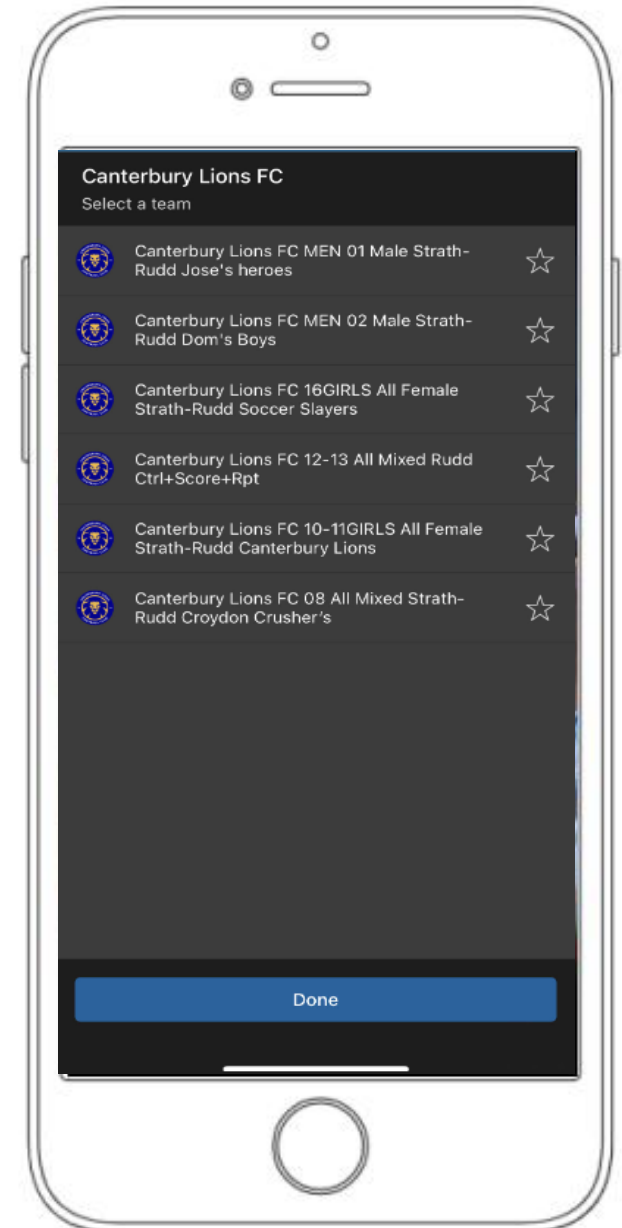 Canterbury Lions FC
Select a team
Canterbury Lions FC MEN 01 Male Strath-
Rudd Jose's heroes
Canterbury Lions FC MEN 02 Male Strath-
Rudd Dom's Boys
Canterbury Lions FC 16GIRLS All Female
Strath-Rudd Soccer Slayers
Canterbury Lions FC 12-13 All Mixed Rudd
Ctrl+Score+Rpt
Canterbury Lions FC 10-11GIRLS All Female
Strath-Rudd Canterbury Lions
Canterbury Lions FC 08 All Mixed Strath-
Rudd Croydon Crusher’s
Done